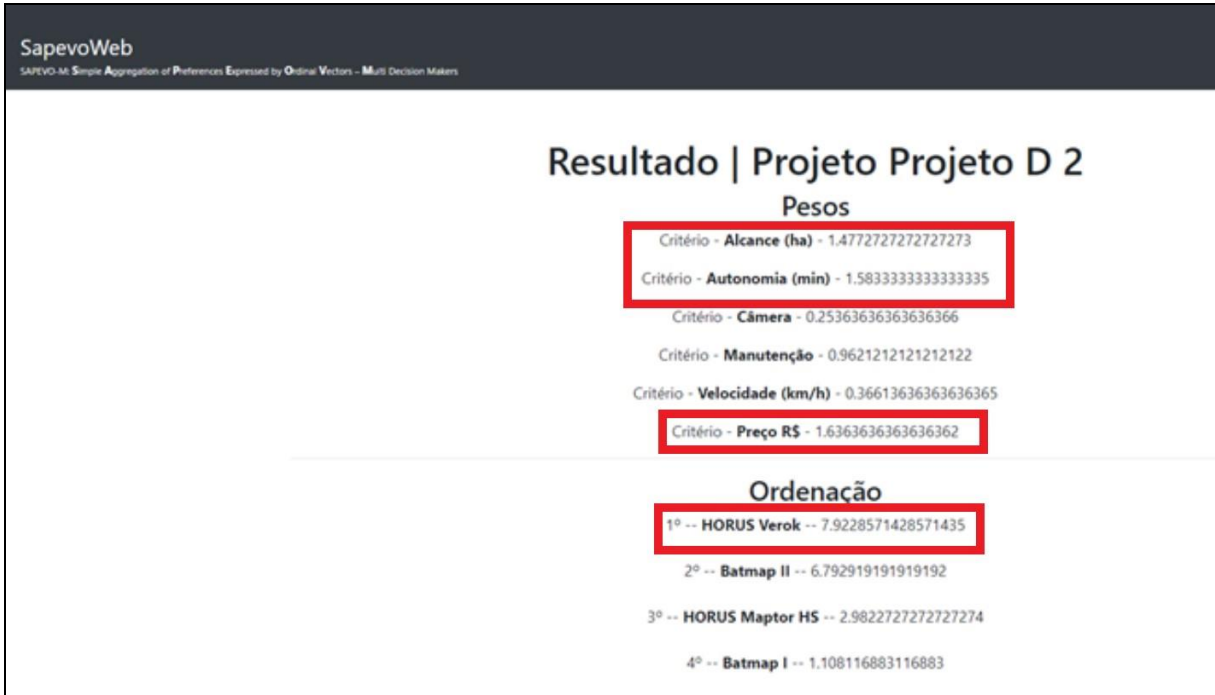 SapevoWeb
SAPEVO-M: Simple Aggregation of Preferences Expressed by Ordinal Vectors – Multi Decision Makers
Resultado | Projeto Projeto D 2
Pesos
Critério - Alcance (ha) - 1.4772727272727273
Critério - Autonomia (min) - 1.5833333333333335
Critério - Câmera - 0.25363636363636366
Critério - Manutenção - 0.9621212121212122
Critério - Velocidade (km/h) - 0.36613636363636365
Critério - Preço R$ - 1.6363636363636362
Ordenação
1º -- HORUS Verok -- 7.9228571428571435
2º -- Batmap II -- 6.792919191919192
3º -- HORUS Maptor HS -- 2.9822727272727274
4º -- Batmap I -- 1.108116883116883